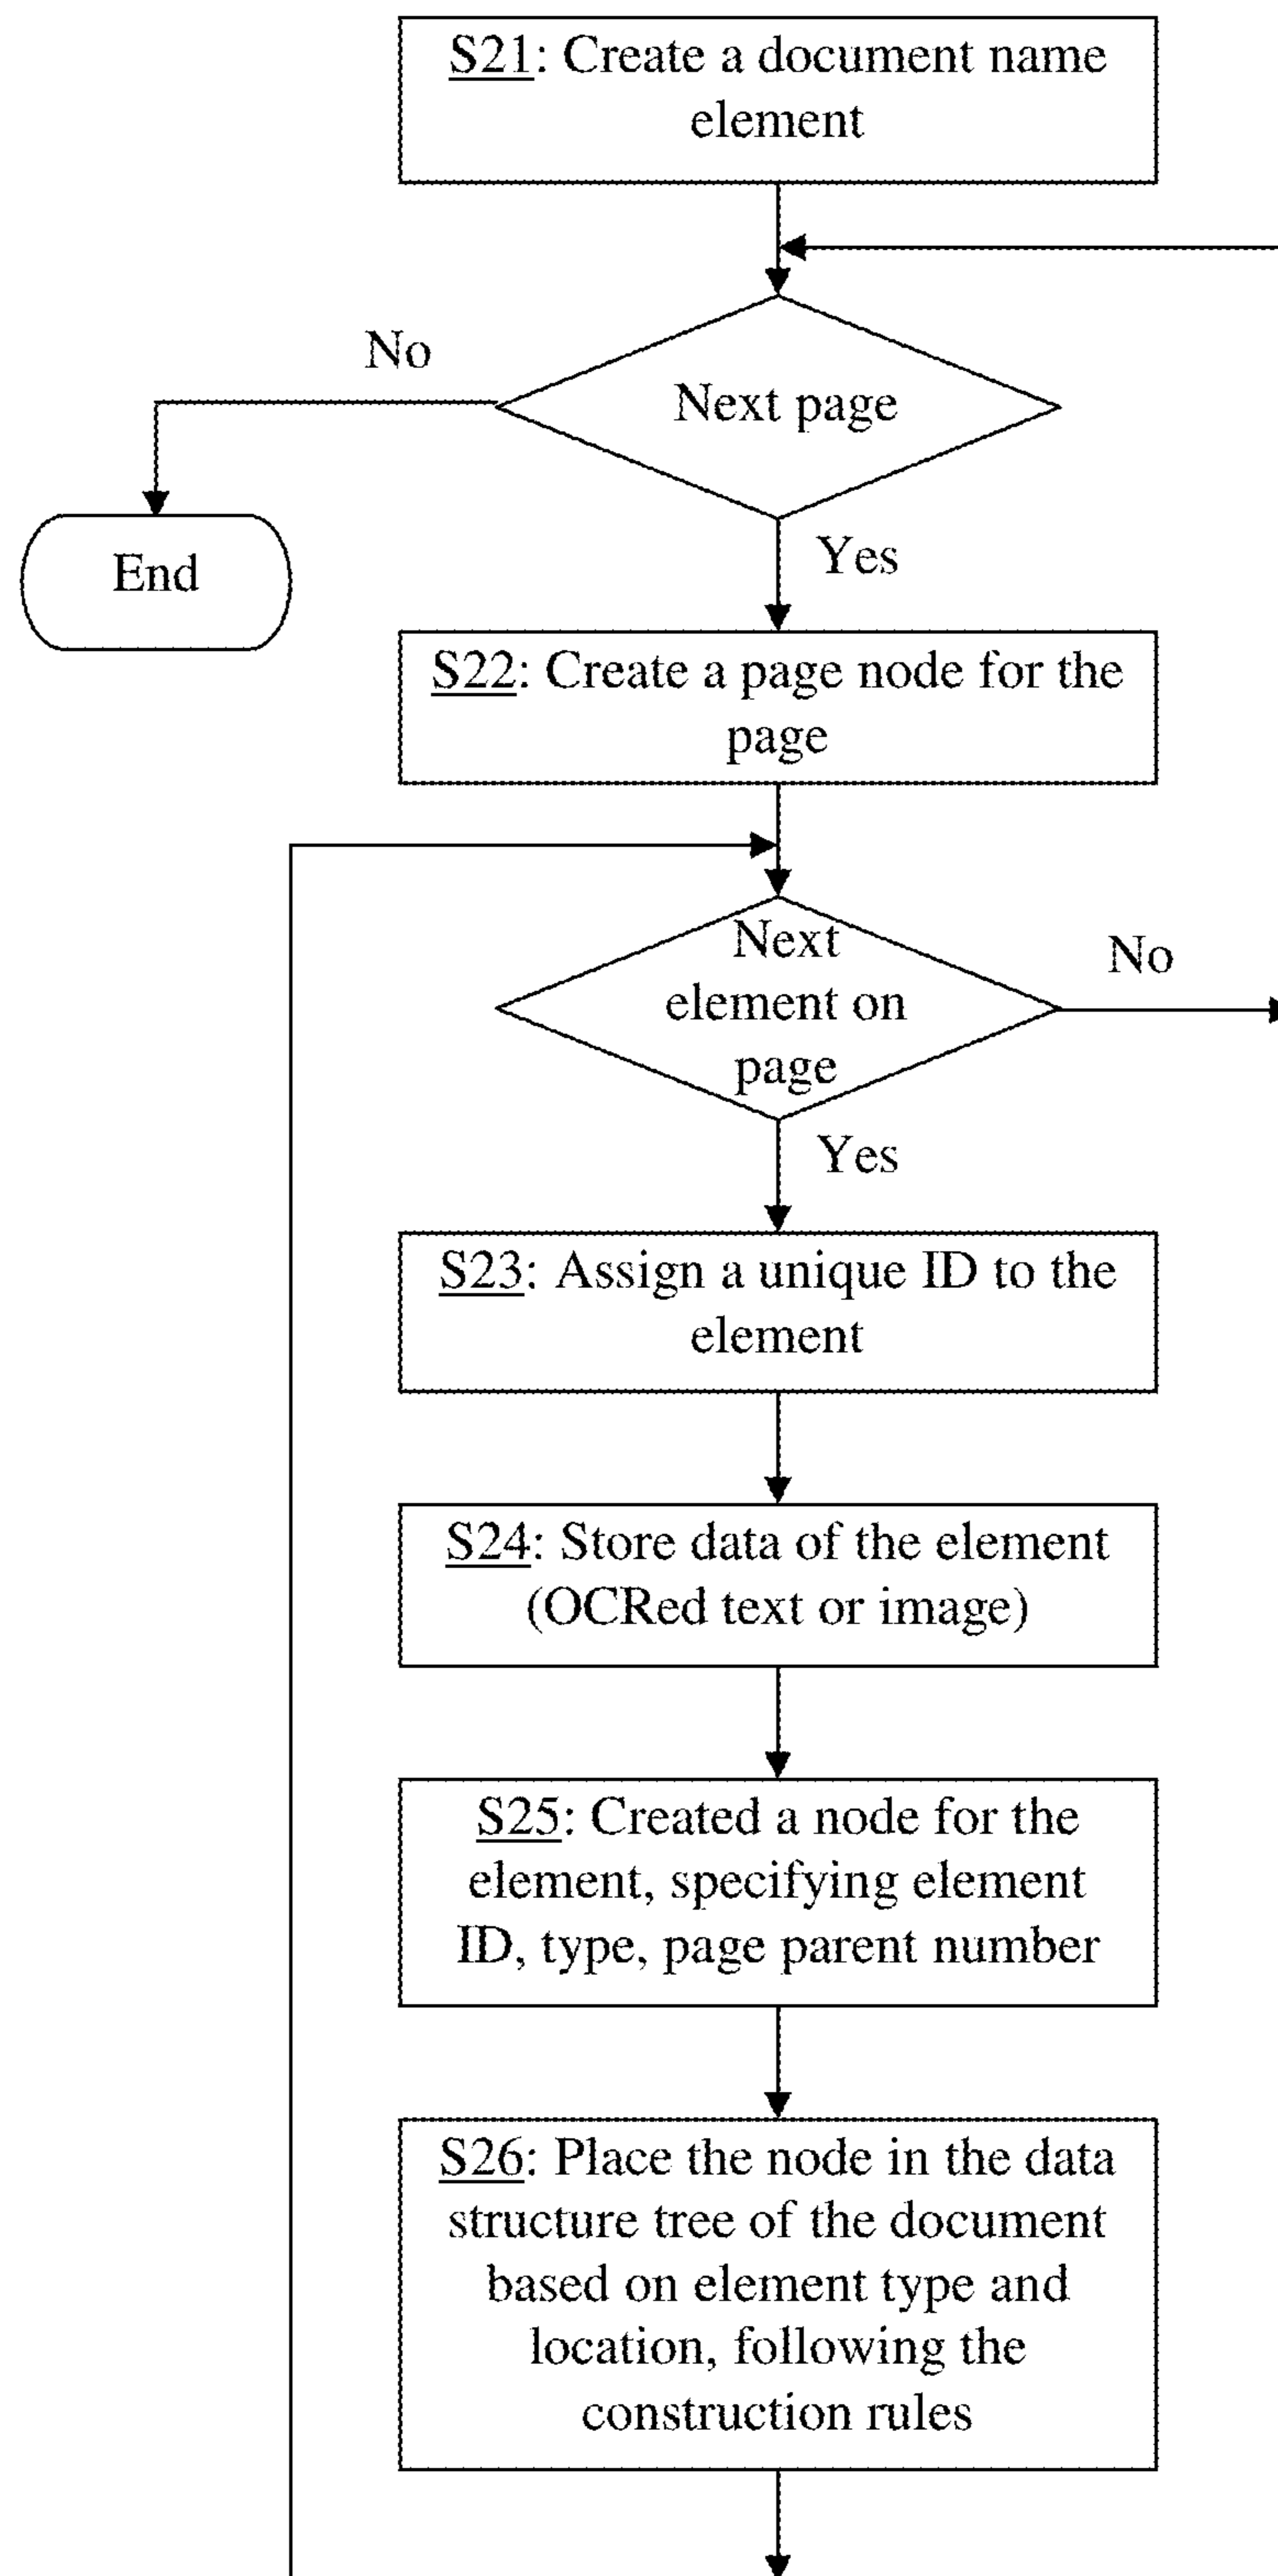 S21: Create a document name
element
No
Next page
End
Yes
S22: Create a page node for the
page
Next
element on
page
No
Yes
S23: Assign a unique ID to the
element
S24: Store data of the element
(OCRed text or image)
S25: Created a node for the
element, specifying element
ID, type, page parent number
S26: Place the node in the data
structure tree of the document
based on element type and
location, following the
construction rules